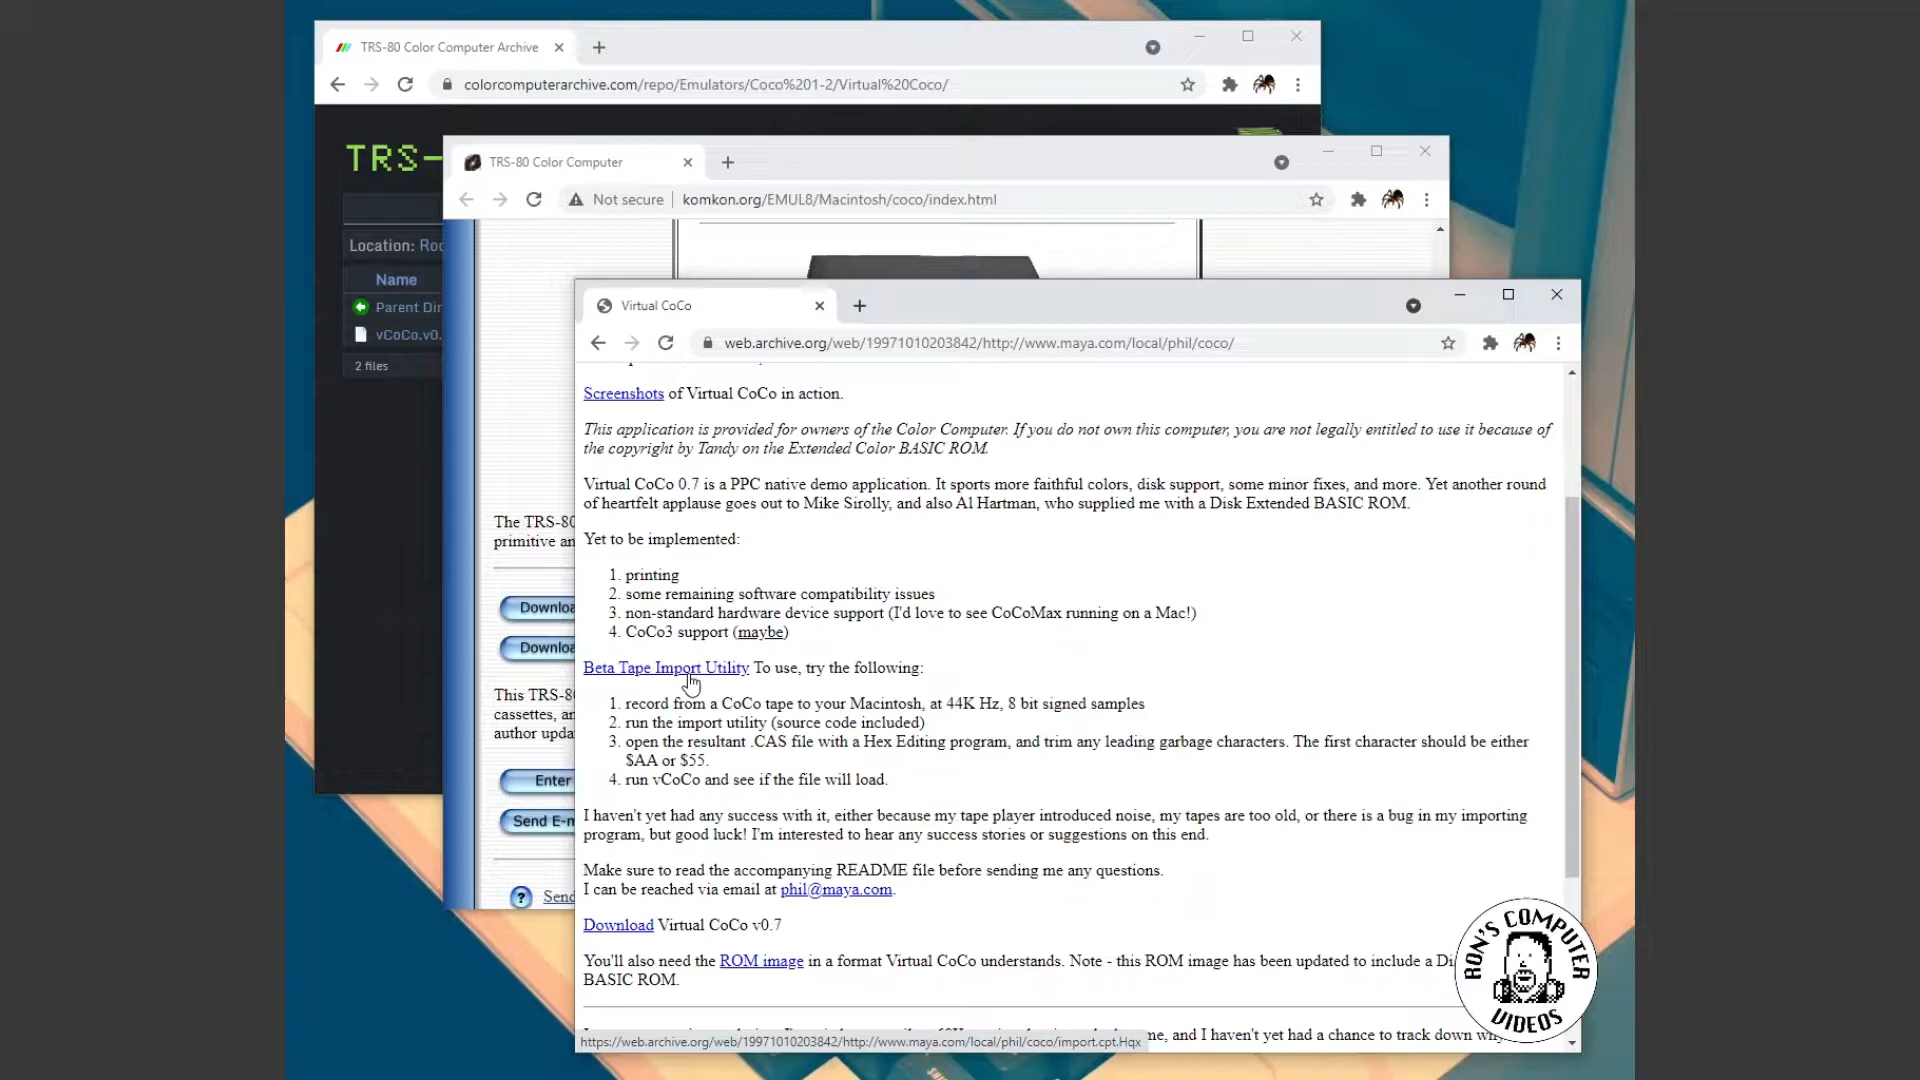 TRS-80 Color Computer Archive
colorcomputerarchive.com/repo/Emulators/Coco%201-2/Virtual%20Coco/
TRS-
Location: Roo
Name
Parent Dir
vCoCo.v0.
2 files
TRS-80 Color Computer
Not secure
komkon.org/EMUL8/Macintosh/coco/index.html
The TRS-80
primitive an
Downloa
Downloa
This TRS-8
cassettes, an
author upda
Enter
Send E-m
Send
Virtual CoCo
web.archive.org/web/19971010203842/http://www.maya.com/local/phil/coco/
Screenshots of Virtual CoCo in action.
This application is provided for owners of the Color Computer. If you do not own this computer, you are not legally entitled to use it because of
the copyright by Tandy on the Extended Color BASIC ROM.
Virtual CoCo 0.7 is a PPC native demo application. It sports more faithful colors, disk support, some minor fixes, and more. Yet another round
of heartfelt applause goes out to Mike Sirolly, and also Al Hartman, who supplied me with a Disk Extended BASIC ROM.
Yet to be implemented:
1. printing
2. some remaining software compatibility issues
3. non-standard hardware device support (I'd love to see CoCoMax running on a Mac!)
4. CoCo3 support (maybe)
Beta Tape Import Utility To use, try the following:
1. record from a CoCo tape to your Macintosh, at 44K Hz, 8 bit signed samples
2. run the import utility (source code included)
3. open the resultant .CAS file with a Hex Editing program, and trim any leading garbage characters. The first character should be either
$AA or $55.
4. run vCoCo and see if the file will load.
I haven't yet had any success with it, either because my tape player introduced noise, my tapes are too old, or there is a bug in my importing
program, but good luck! I'm interested to hear any success stories or suggestions on this end.
Make sure to read the accompanying README file before sending me any questions.
I can be reached via email at phil@maya.com.
Download Virtual CoCo v0.7
You'll also need the ROM image in a format Virtual CoCo understands. Note - this ROM image has been updated to include a Di
BASIC ROM.
me, and I haven't yet had a chance to track down why
https://web.archive.org/web/19971010203842/http://www.maya.com/local/phil/coco/import.cpt.Hqx
RON'S COMPUTER
VIDEOS